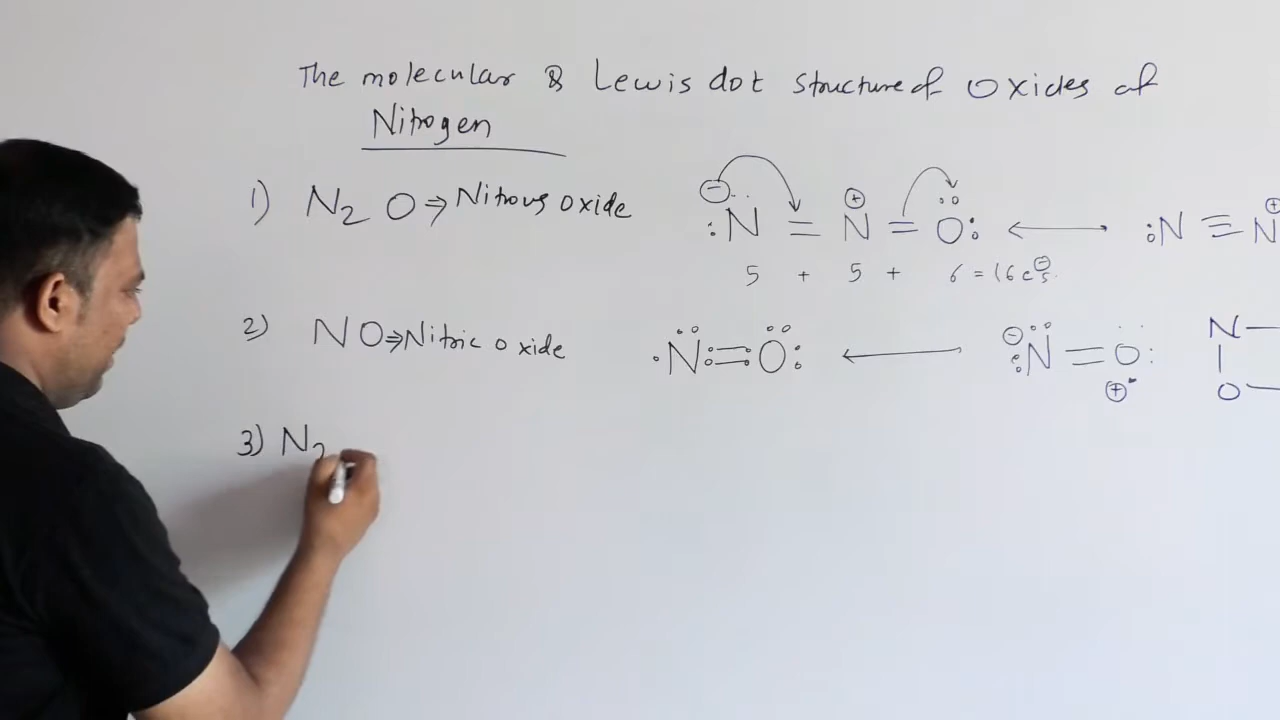 The molecular & Lewis dot structure of Oxides of
Nitrogen
1) N2O ⇒ Nitrous oxide :N̈⊖ = N⊕ = Ö: ⟷ :N ≡ N⊕
5 + 5 + 6 = 16 e⊖s.
2) NO ⇒ Nitric oxide ·N̈:=Ö: ⟷ ⊖:N̈ = Ö:⊕ N—
O—
3) N2